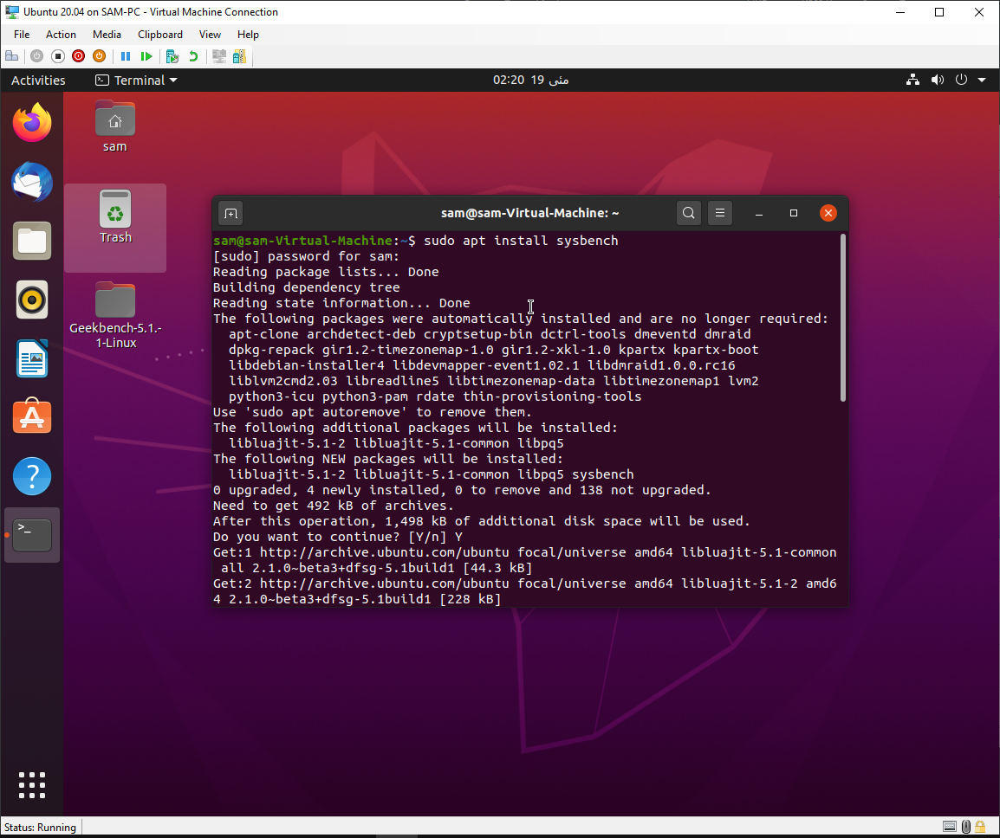 Ubuntu 20.04 on SAM-PC - Virtual Machine Connection
File Action Media Clipboard View Help
Activities
Terminal
02:20 19 مئی
sam
Trash
Geekbench-5.1.-
1-Linux
sam@sam-Virtual-Machine: ~
sam@sam-Virtual-Machine:~$ sudo apt install sysbench
[sudo] password for sam:
Reading package lists... Done
Building dependency tree
Reading state information... Done
The following packages were automatically installed and are no longer required:
apt-clone archdetect-deb cryptsetup-bin dctrl-tools dmeventd dmraid
dpkg-repack gir1.2-timezonemap-1.0 gir1.2-xkl-1.0 kpartx kpartx-boot
libdebian-installer4 libdevmapper-event1.02.1 libdmraid1.0.0.rc16
liblvm2cmd2.03 libreadline5 libtimezonemap-data libtimezonemap1 lvm2
python3-icu python3-pam rdate thin-provisioning-tools
Use 'sudo apt autoremove' to remove them.
The following additional packages will be installed:
libluajit-5.1-2 libluajit-5.1-common libpq5
The following NEW packages will be installed:
libluajit-5.1-2 libluajit-5.1-common libpq5 sysbench
0 upgraded, 4 newly installed, 0 to remove and 138 not upgraded.
Need to get 492 kB of archives.
After this operation, 1,498 kB of additional disk space will be used.
Do you want to continue? [Y/n] Y
Get:1 http://archive.ubuntu.com/ubuntu focal/universe amd64 libluajit-5.1-common
all 2.1.0~beta3+dfsg-5.1build1 [44.3 kB]
Get:2 http://archive.ubuntu.com/ubuntu focal/universe amd64 libluajit-5.1-2 amd6
4 2.1.0~beta3+dfsg-5.1build1 [228 kB]
Status: Running